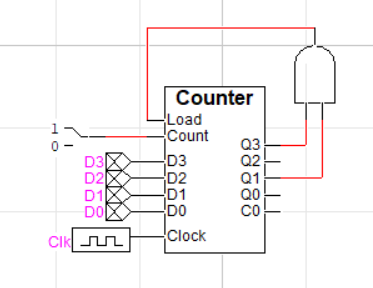 Counter
Load
1
Count
0
Q3
D3 D3
Q2
D2 D2
Q1
D1 D1
Q0
D0 D0
C0
Clk
Clock